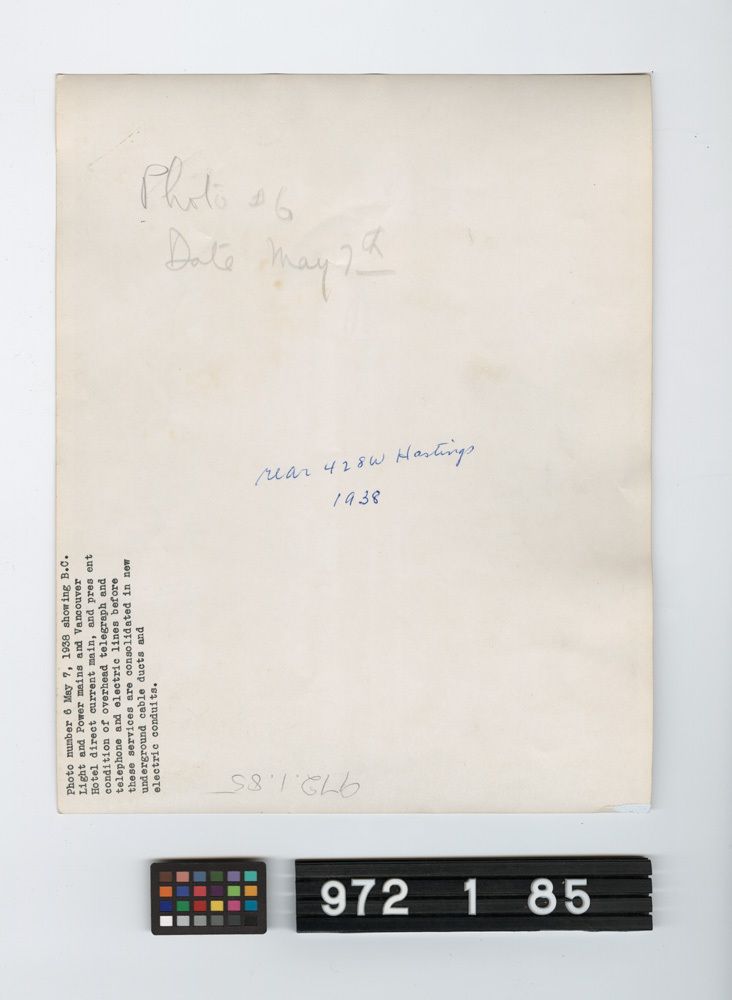 Photo #6
Date May 7th
rear 428W Hastings
1938
Photo number 6 May 7, 1938 showing B.C.
Light and Power mains and Vancouver
Hotel direct current main, and pres ent
condition of overhead telegraph and
telephone and electric lines before
these services are consolidated in new
underground cable ducts and
electric conduits.
972.1.85
972 1 85